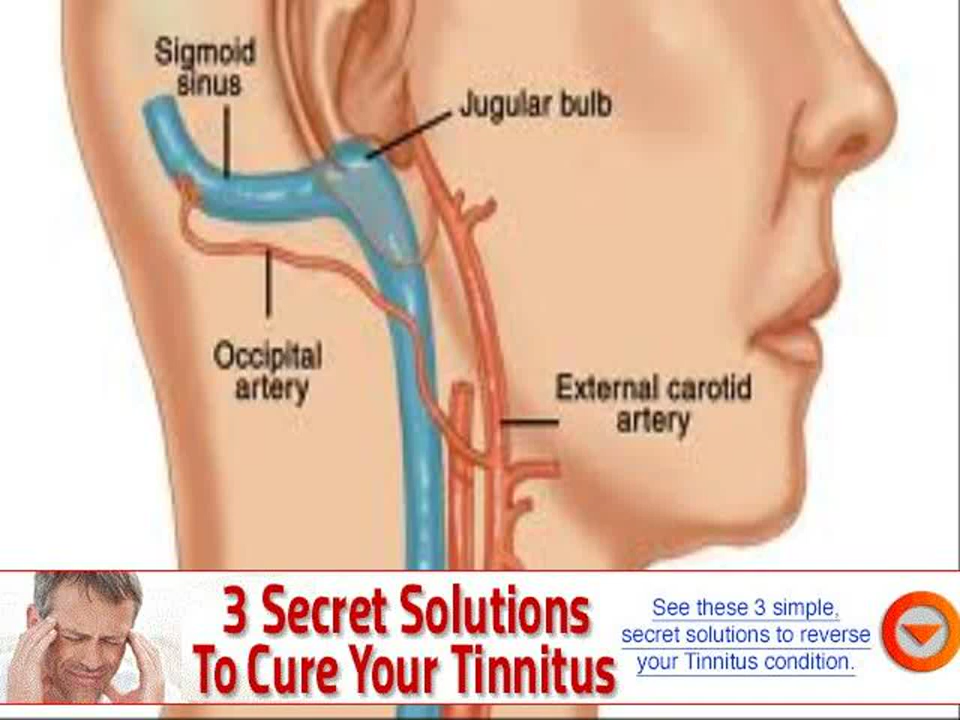 Sigmoid
sinus
Jugular bulb
Occipital
artery
External carotid
artery
3 Secret Solutions
To Cure Your Tinnitus
See these 3 simple,
secret solutions to reverse
your Tinnitus condition.